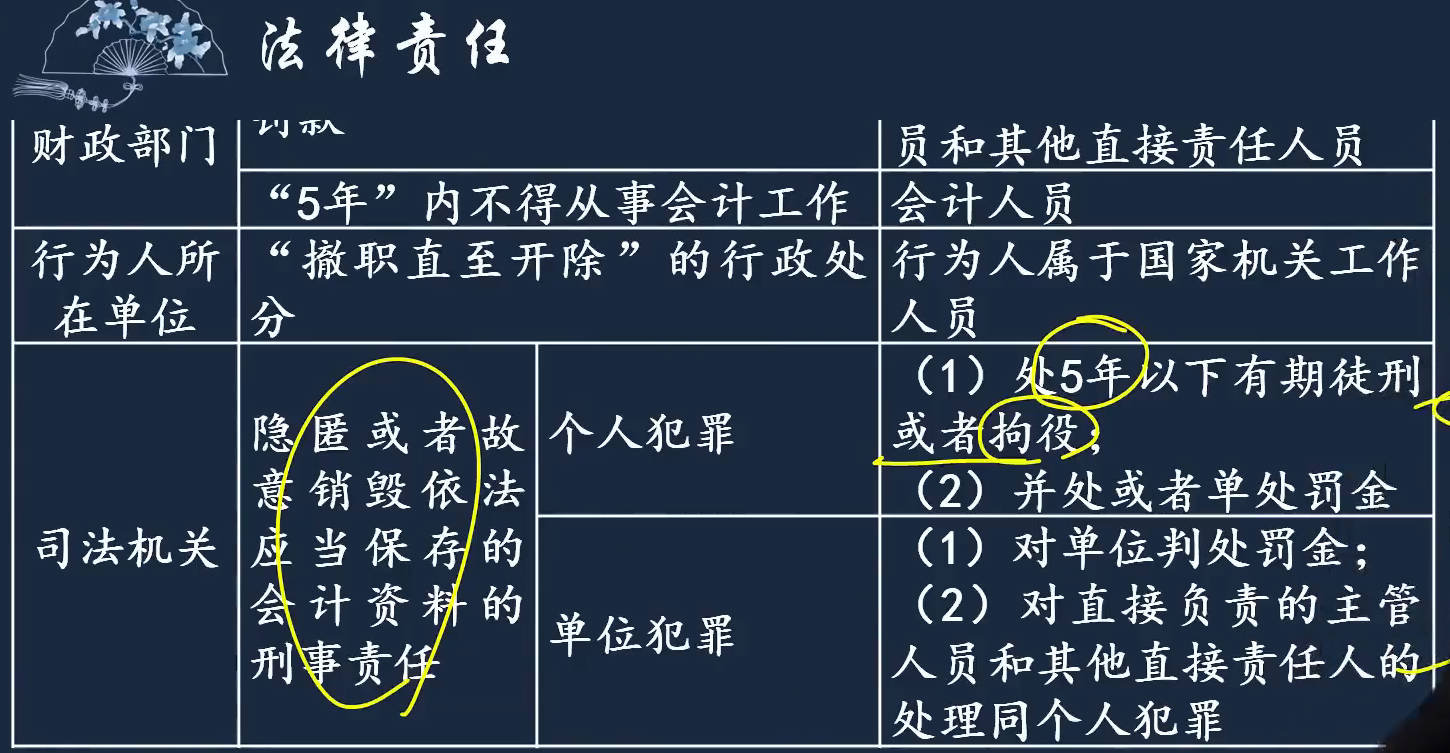 法律责任
财政部门
罚款
员和其他直接责任人员
“5年”内不得从事会计工作
会计人员
行为人所
在单位
“撤职直至开除”的行政处
分
行为人属于国家机关工作
人员
司法机关
隐匿或者故
意销毁依法
应当保存的
会计资料的
刑事责任
个人犯罪
（1）处5年以下有期徒刑
或者拘役；
（2）并处或者单处罚金
单位犯罪
（1）对单位判处罚金；
（2）对直接负责的主管
人员和其他直接责任人的
处理同个人犯罪